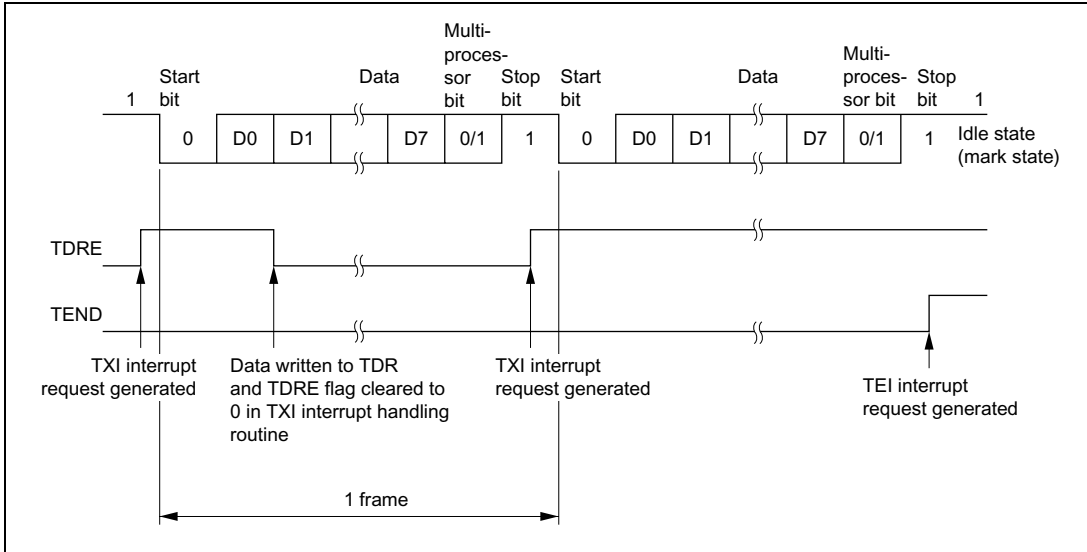 Multi-
proces-
sor
bit
Multi-
proces-
sor bit
Start
bit
Data
Stop
bit
Start
bit
Data
Stop
bit
1
1
0
D0
D1
D7
0/1
1
0
D0
D1
D7
0/1
1
Idle state
(mark state)
TDRE
TEND
TXI interrupt
request generated
Data written to TDR
and TDRE flag cleared to
0 in TXI interrupt handling
routine
TXI interrupt
request generated
TEI interrupt
request generated
1 frame